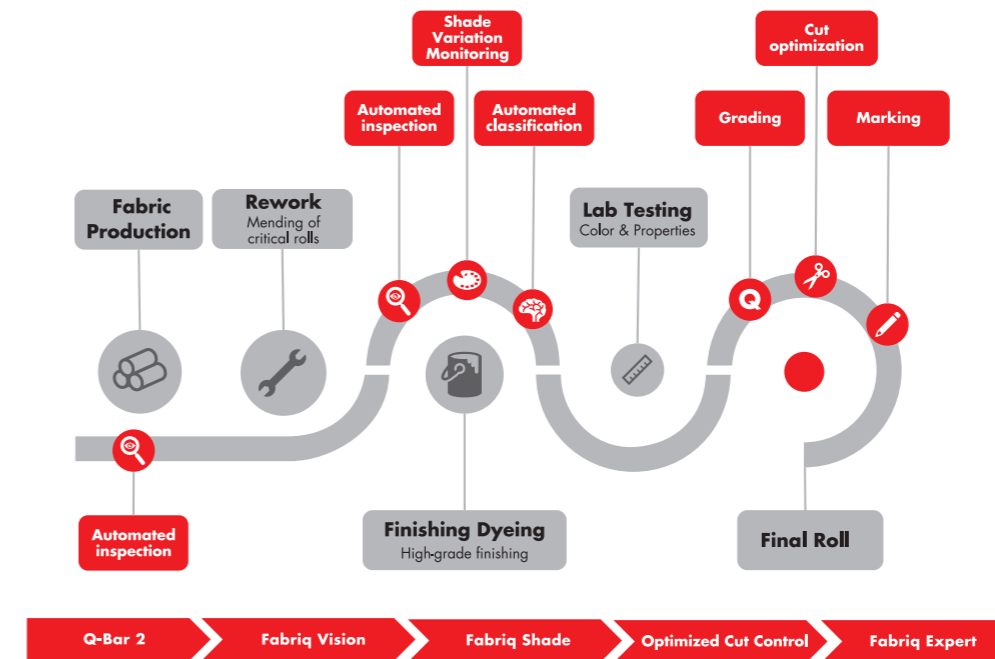 Shade
Variation
Monitoring
Cut
optimization
Automated
inspection
Automated
classification
Grading
Marking
Fabric
Production
Rework
Mending of
critical rolls
Lab Testing
Color & Properties
Q
Automated
inspection
Finishing Dyeing
High-grade finishing
Final Roll
Q-Bar 2
Fabriq Vision
Fabriq Shade
Optimized Cut Control
Fabriq Expert